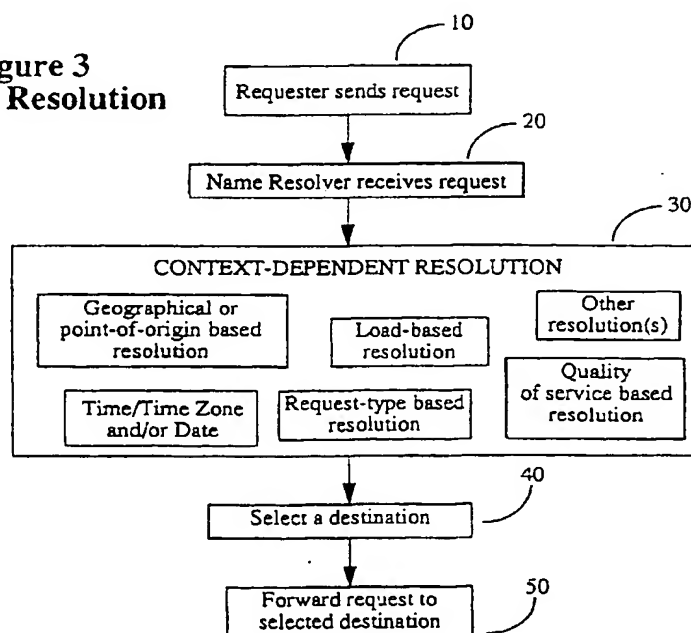 gure 3
Resolution
10
Requester sends request
20
Name Resolver receives request
30
CONTEXT-DEPENDENT RESOLUTION
Geographical or
point-of-origin based
resolution
Load-based
resolution
Other
resolution(s)
Time/Time Zone
and/or Date
Request-type based
resolution
Quality
of service based
resolution
40
Select a destination
50
Forward request to
selected destination